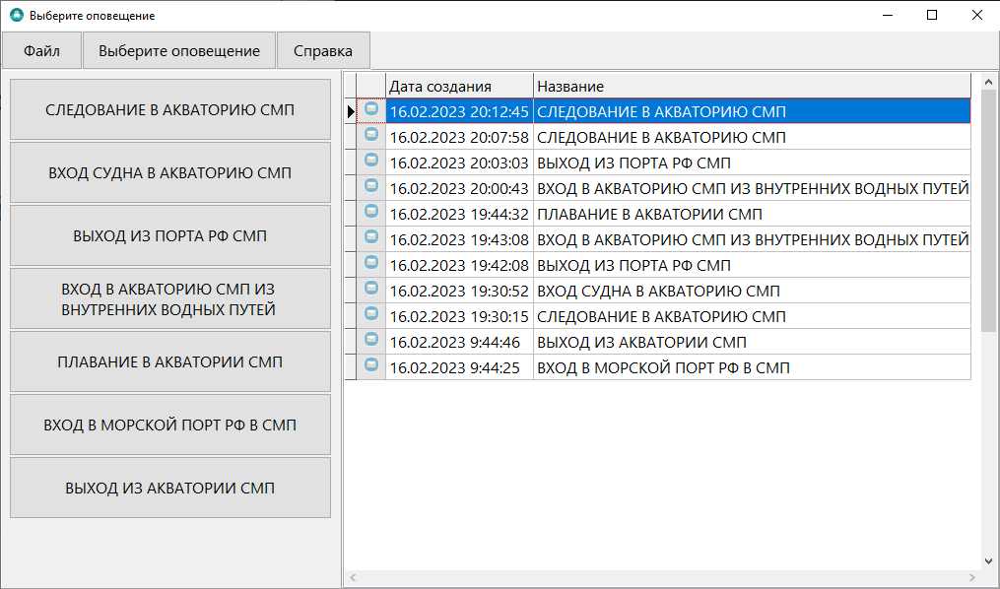 Выберите оповещение
Файл
Выберите оповещение
Справка
СЛЕДОВАНИЕ В АКВАТОРИЮ СМП
ВХОД СУДНА В АКВАТОРИЮ СМП
ВЫХОД ИЗ ПОРТА РФ СМП
ВХОД В АКВАТОРИЮ СМП ИЗ
ВНУТРЕННИХ ВОДНЫХ ПУТЕЙ
ПЛАВАНИЕ В АКВАТОРИИ СМП
ВХОД В МОРСКОЙ ПОРТ РФ В СМП
ВЫХОД ИЗ АКВАТОРИИ СМП
Дата создания Название
16.02.2023 20:12:45 СЛЕДОВАНИЕ В АКВАТОРИЮ СМП
16.02.2023 20:07:58 СЛЕДОВАНИЕ В АКВАТОРИЮ СМП
16.02.2023 20:03:03 ВЫХОД ИЗ ПОРТА РФ СМП
16.02.2023 20:00:43 ВХОД В АКВАТОРИЮ СМП ИЗ ВНУТРЕННИХ ВОДНЫХ ПУТЕЙ
16.02.2023 19:44:32 ПЛАВАНИЕ В АКВАТОРИИ СМП
16.02.2023 19:43:08 ВХОД В АКВАТОРИЮ СМП ИЗ ВНУТРЕННИХ ВОДНЫХ ПУТЕЙ
16.02.2023 19:42:08 ВЫХОД ИЗ ПОРТА РФ СМП
16.02.2023 19:30:52 ВХОД СУДНА В АКВАТОРИЮ СМП
16.02.2023 19:30:15 СЛЕДОВАНИЕ В АКВАТОРИЮ СМП
16.02.2023 9:44:46 ВЫХОД ИЗ АКВАТОРИИ СМП
16.02.2023 9:44:25 ВХОД В МОРСКОЙ ПОРТ РФ В СМП